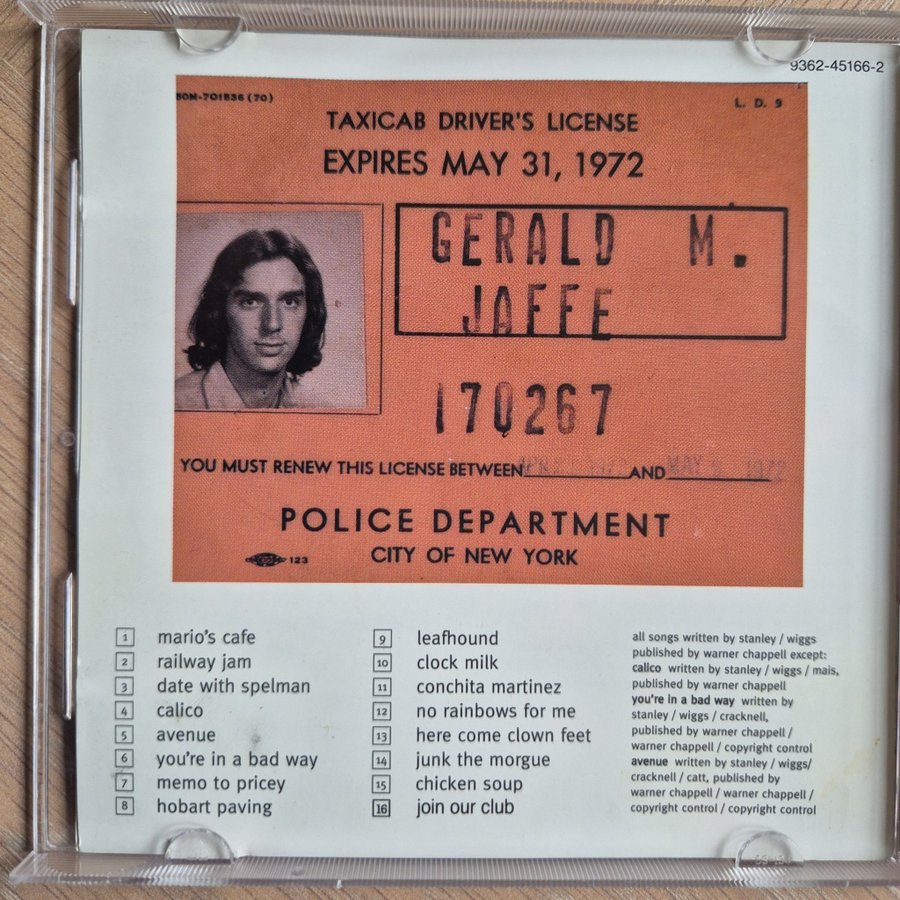 9362-45166-2
50M-701836 (70)
L. D. 9
TAXICAB DRIVER'S LICENSE
EXPIRES MAY 31, 1972
GERALD M.
JAFFE
170267
YOU MUST RENEW THIS LICENSE BETWEEN APRIL AND MAY 1972
POLICE DEPARTMENT
CITY OF NEW YORK
123
1 mario's cafe
2 railway jam
3 date with spelman
4 calico
5 avenue
6 you're in a bad way
7 memo to pricey
8 hobart paving
9 leafhound
10 clock milk
11 conchita martinez
12 no rainbows for me
13 here come clown feet
14 junk the morgue
15 chicken soup
16 join our club
all songs written by stanley / wiggs
published by warner chappell except:
calico written by stanley / wiggs / mais,
published by warner chappell
you're in a bad way written by
stanley / wiggs / cracknell,
published by warner chappell /
warner chappell / copyright control
avenue written by stanley / wiggs/
cracknell / catt, published by
warner chappell / warner chappell /
copyright control / copyright control